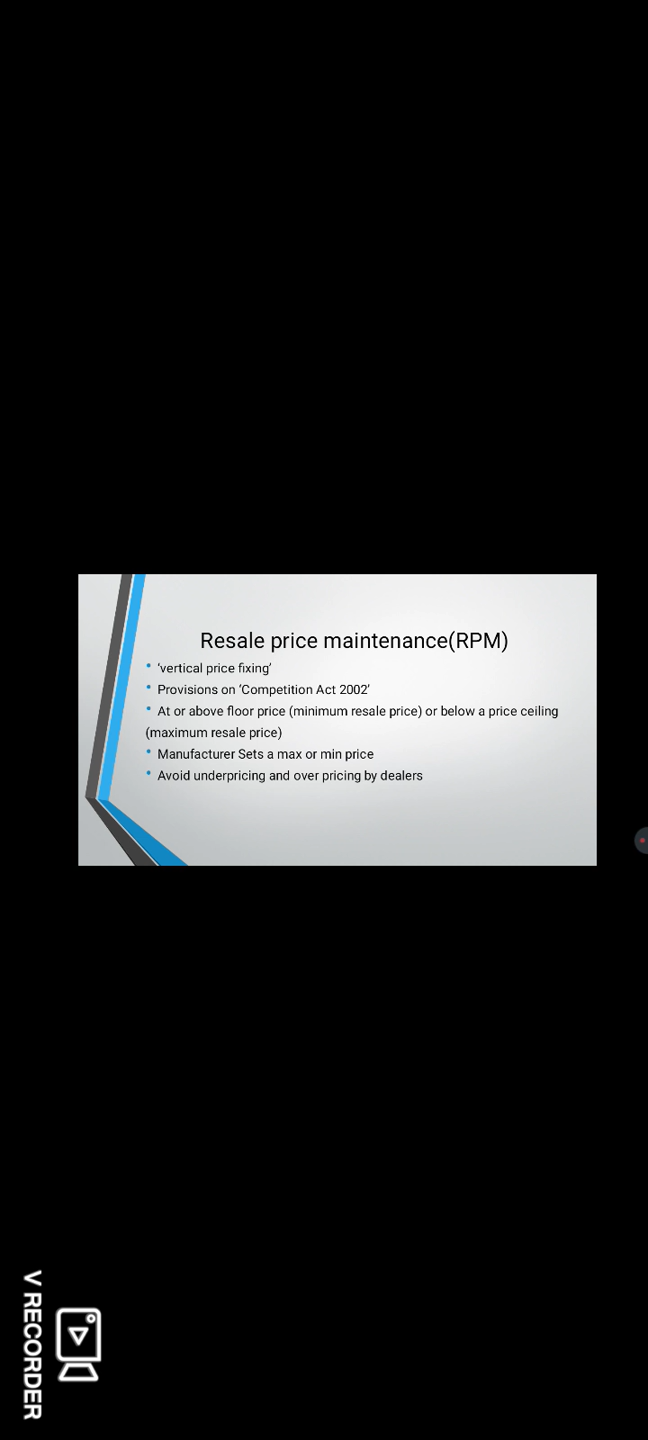 Resale price maintenance(RPM)
• ‘vertical price fixing’
• Provisions on ‘Competition Act 2002’
• At or above floor price (minimum resale price) or below a price ceiling
(maximum resale price)
• Manufacturer Sets a max or min price
• Avoid underpricing and over pricing by dealers
V RECORDER